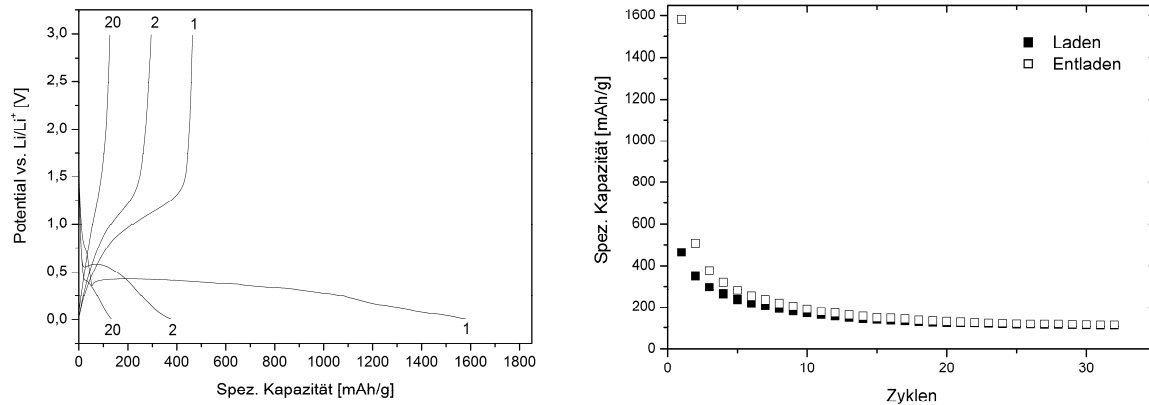 20 2 1
3,0
2,5
2,0
1,5
1,0
0,5
0,0
20 2 1
0 200 400 600 800 1000 1200 1400 1600 1800
Potential vs. Li/Li⁺ [V]
Spez. Kapazität [mAh/g]
1600
1400
1200
1000
800
600
400
200
0
0 10 20 30
Laden
Entladen
Spez. Kapazität [mAh/g]
Zyklen